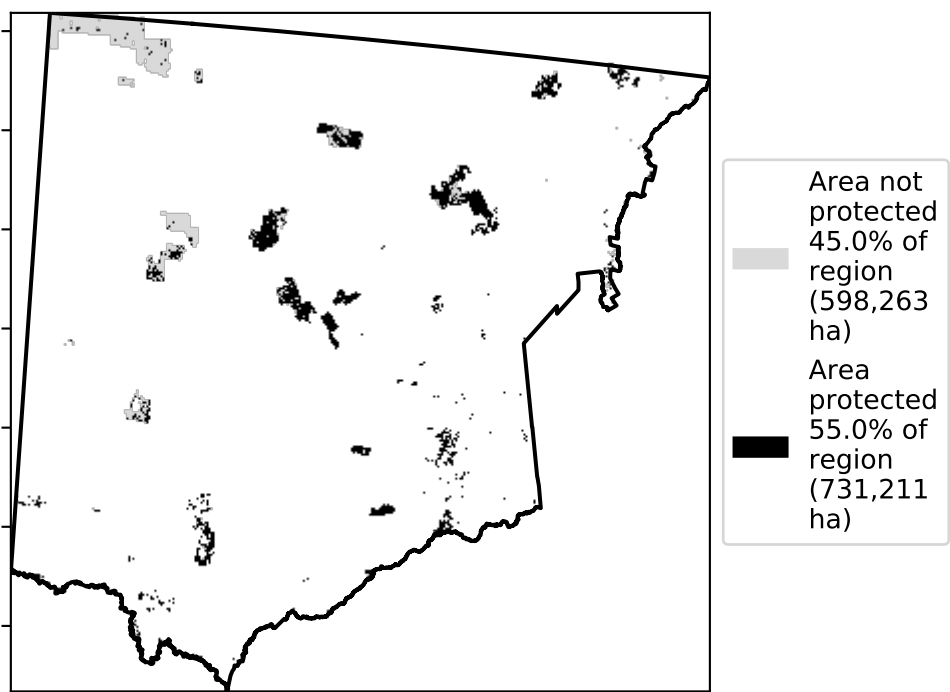 Area not
protected
45.0% of
region
(598,263
ha)
Area
protected
55.0% of
region
(731,211
ha)